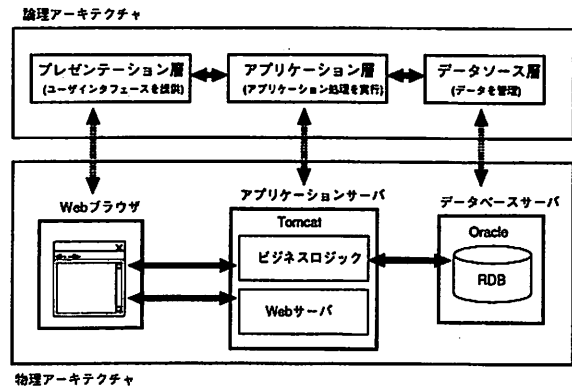 論理アーキテクチャ
プレゼンテーション層
(ユーザインタフェースを提供)
アプリケーション層
(アプリケーション処理を実行)
データソース層
(データを管理)
Webブラウザ
アプリケーションサーバ
データベースサーバ
Tomcat
ビジネスロジック
Webサーバ
Oracle
RDB
物理アーキテクチャ